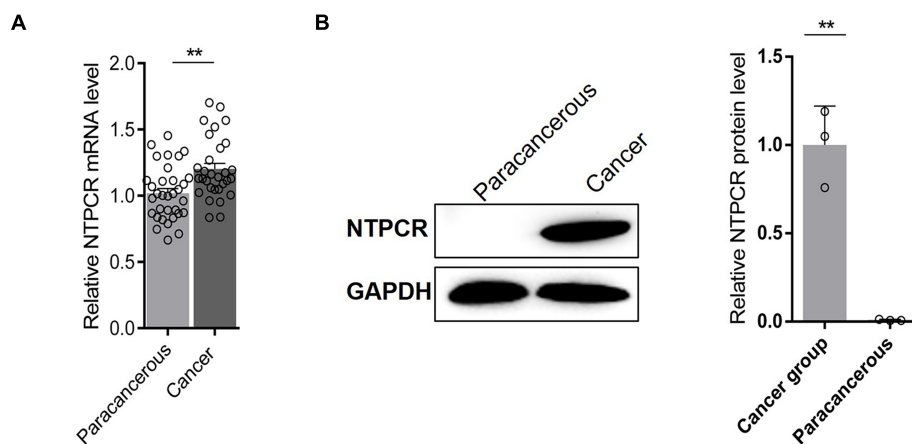 A
**
Relative NTPCR mRNA level
2.0
1.5
1.0
0.5
0.0
Paracancerous
Cancer
B
Paracancerous
Cancer
NTPCR
GAPDH
**
Relative NTPCR protein level
1.5
1.0
0.5
0.0
Cancer group
Paracancerous